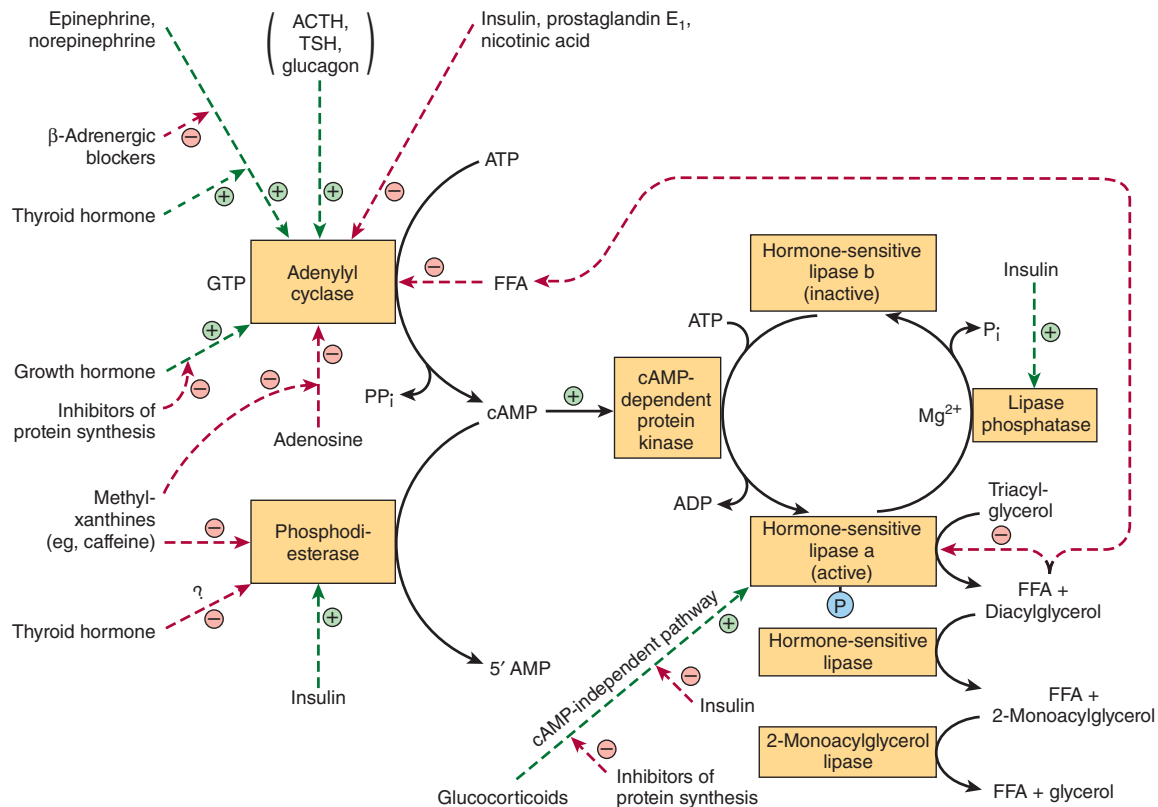 Epinephrine,
norepinephrine
ACTH,
TSH,
glucagon
Insulin, prostaglandin E1,
nicotinic acid
β-Adrenergic
blockers
−
Thyroid hormone
+
+
+
−
ATP
GTP
Adenylyl
cyclase
−
FFA
Growth hormone
+
−
Inhibitors of
protein synthesis
−
−
Adenosine
PPi
cAMP
+
cAMP-
dependent
protein
kinase
ATP
ADP
Hormone-sensitive
lipase b
(inactive)
Pi
Insulin
+
Mg2+
Lipase
phosphatase
Methyl-
xanthines
(eg, caffeine)
−
Phosphodi-
esterase
?
−
Thyroid hormone
+
Insulin
5′ AMP
Hormone-sensitive
lipase a
(active)
P
Triacyl-
glycerol
−
FFA +
Diacylglycerol
Hormone-sensitive
lipase
FFA +
2-Monoacylglycerol
2-Monoacylglycerol
lipase
FFA + glycerol
cAMP-independent pathway
+
−
Insulin
−
Inhibitors of
protein synthesis
Glucocorticoids